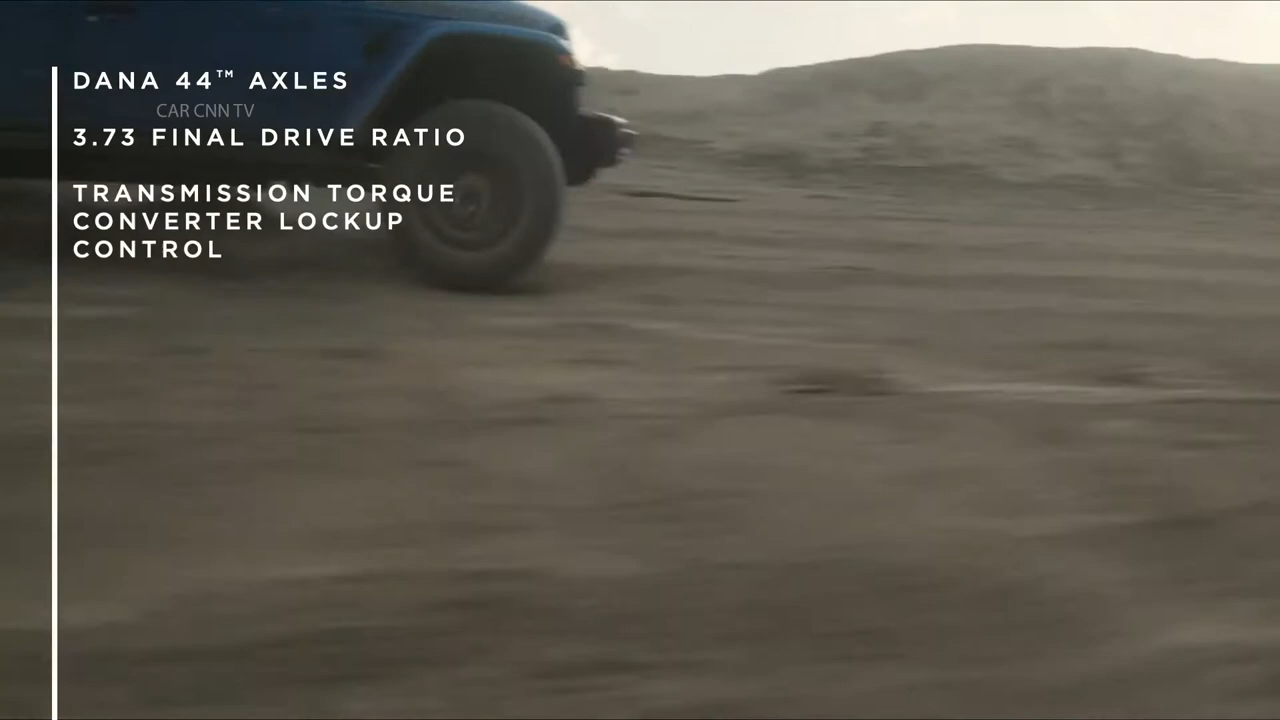 DANA 44™ AXLES
CAR CNN TV
3.73 FINAL DRIVE RATIO
TRANSMISSION TORQUE
CONVERTER LOCKUP
CONTROL